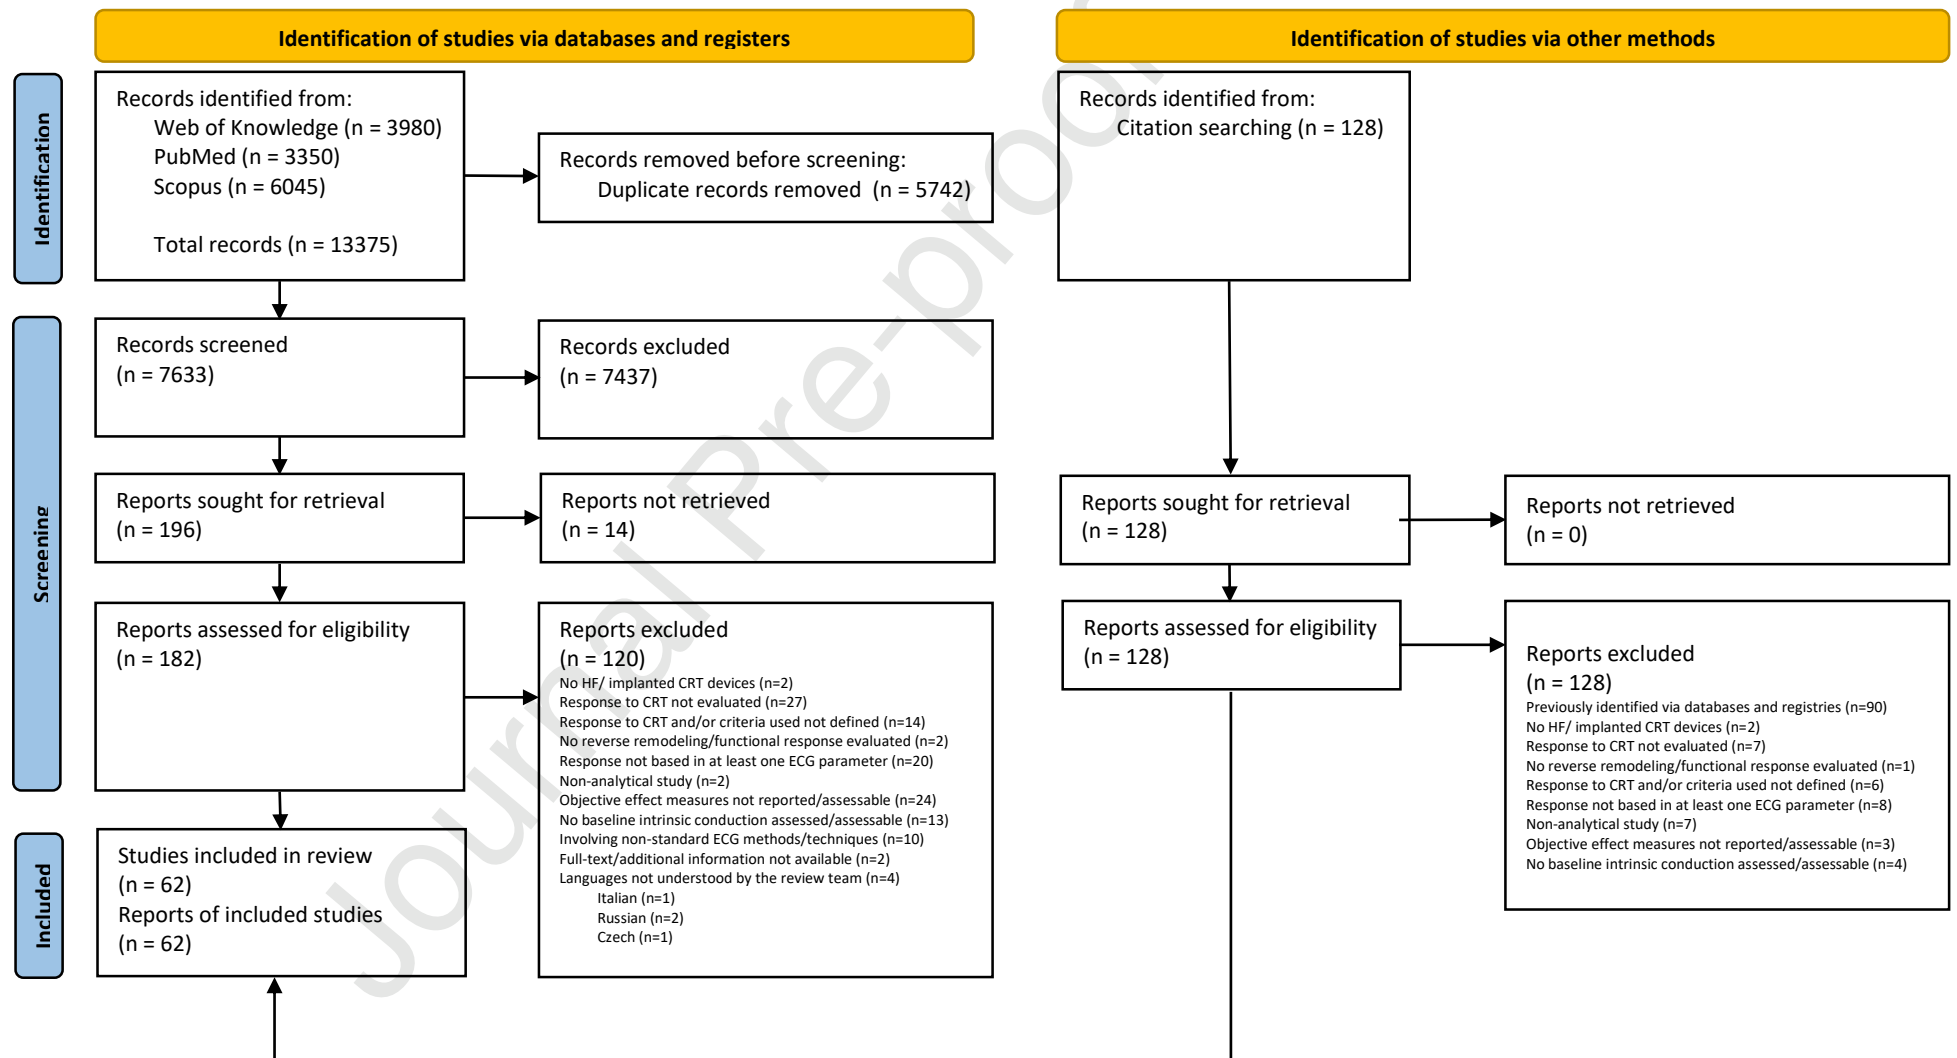 Identification of studies via databases and registers
Identification of studies via other methods
Identification
Records identified from:
Web of Knowledge (n = 3980)
PubMed (n = 3350)
Scopus (n = 6045)
Total records (n = 13375)
Records removed before screening:
Duplicate records removed (n = 5742)
Records identified from:
Citation searching (n = 128)
Screening
Records screened
(n = 7633)
Records excluded
(n = 7437)
Reports sought for retrieval
(n = 196)
Reports not retrieved
(n = 14)
Reports sought for retrieval
(n = 128)
Reports not retrieved
(n = 0)
Reports assessed for eligibility
(n = 182)
Reports excluded
(n = 120)
No HF/ implanted CRT devices (n=2)
Response to CRT not evaluated (n=27)
Response to CRT and/or criteria used not defined (n=14)
No reverse remodeling/functional response evaluated (n=2)
Response not based in at least one ECG parameter (n=20)
Non-analytical study (n=2)
Objective effect measures not reported/assessable (n=24)
No baseline intrinsic conduction assessed/assessable (n=13)
Involving non-standard ECG methods/techniques (n=10)
Full-text/additional information not available (n=2)
Languages not understood by the review team (n=4)
Italian (n=1)
Russian (n=2)
Czech (n=1)
Reports assessed for eligibility
(n = 128)
Reports excluded
(n = 128)
Previously identified via databases and registries (n=90)
No HF/ implanted CRT devices (n=2)
Response to CRT not evaluated (n=7)
No reverse remodeling/functional response evaluated (n=1)
Response to CRT and/or criteria used not defined (n=6)
Response not based in at least one ECG parameter (n=8)
Non-analytical study (n=7)
Objective effect measures not reported/assessable (n=3)
No baseline intrinsic conduction assessed/assessable (n=4)
Included
Studies included in review
(n = 62)
Reports of included studies
(n = 62)
Journal Pre-proof